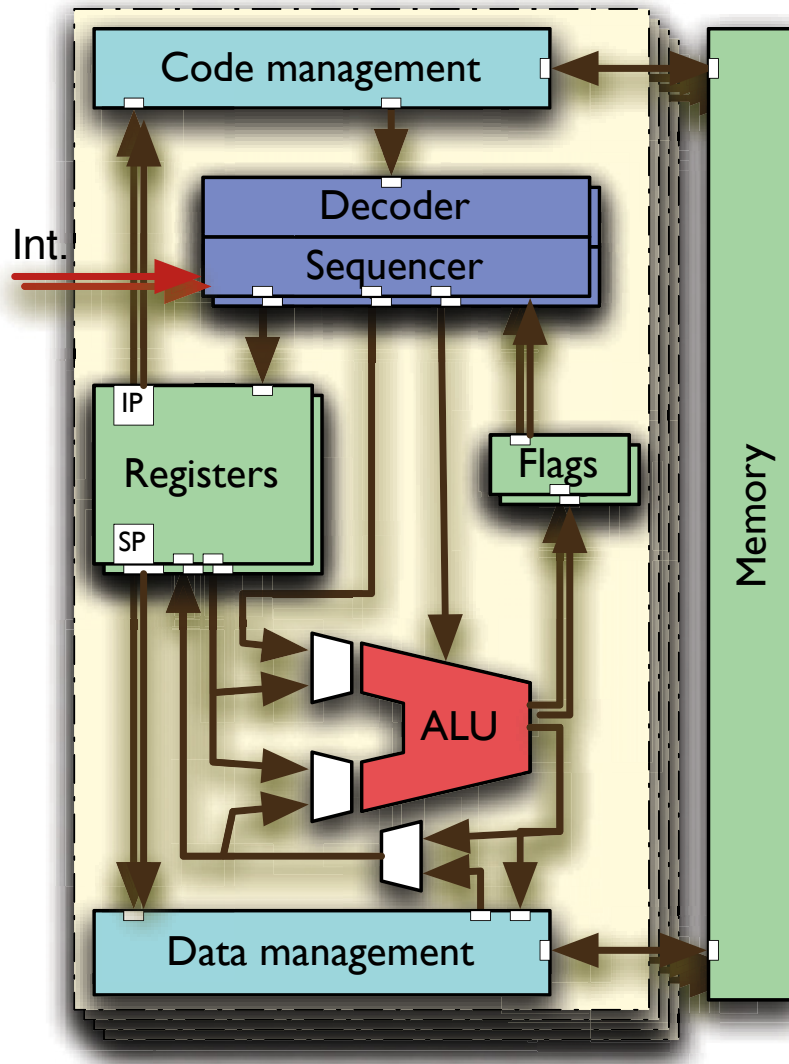 Code management
Decoder
Int.
Sequencer
IP
Registers
Flags
SP
Memory
ALU
Data management